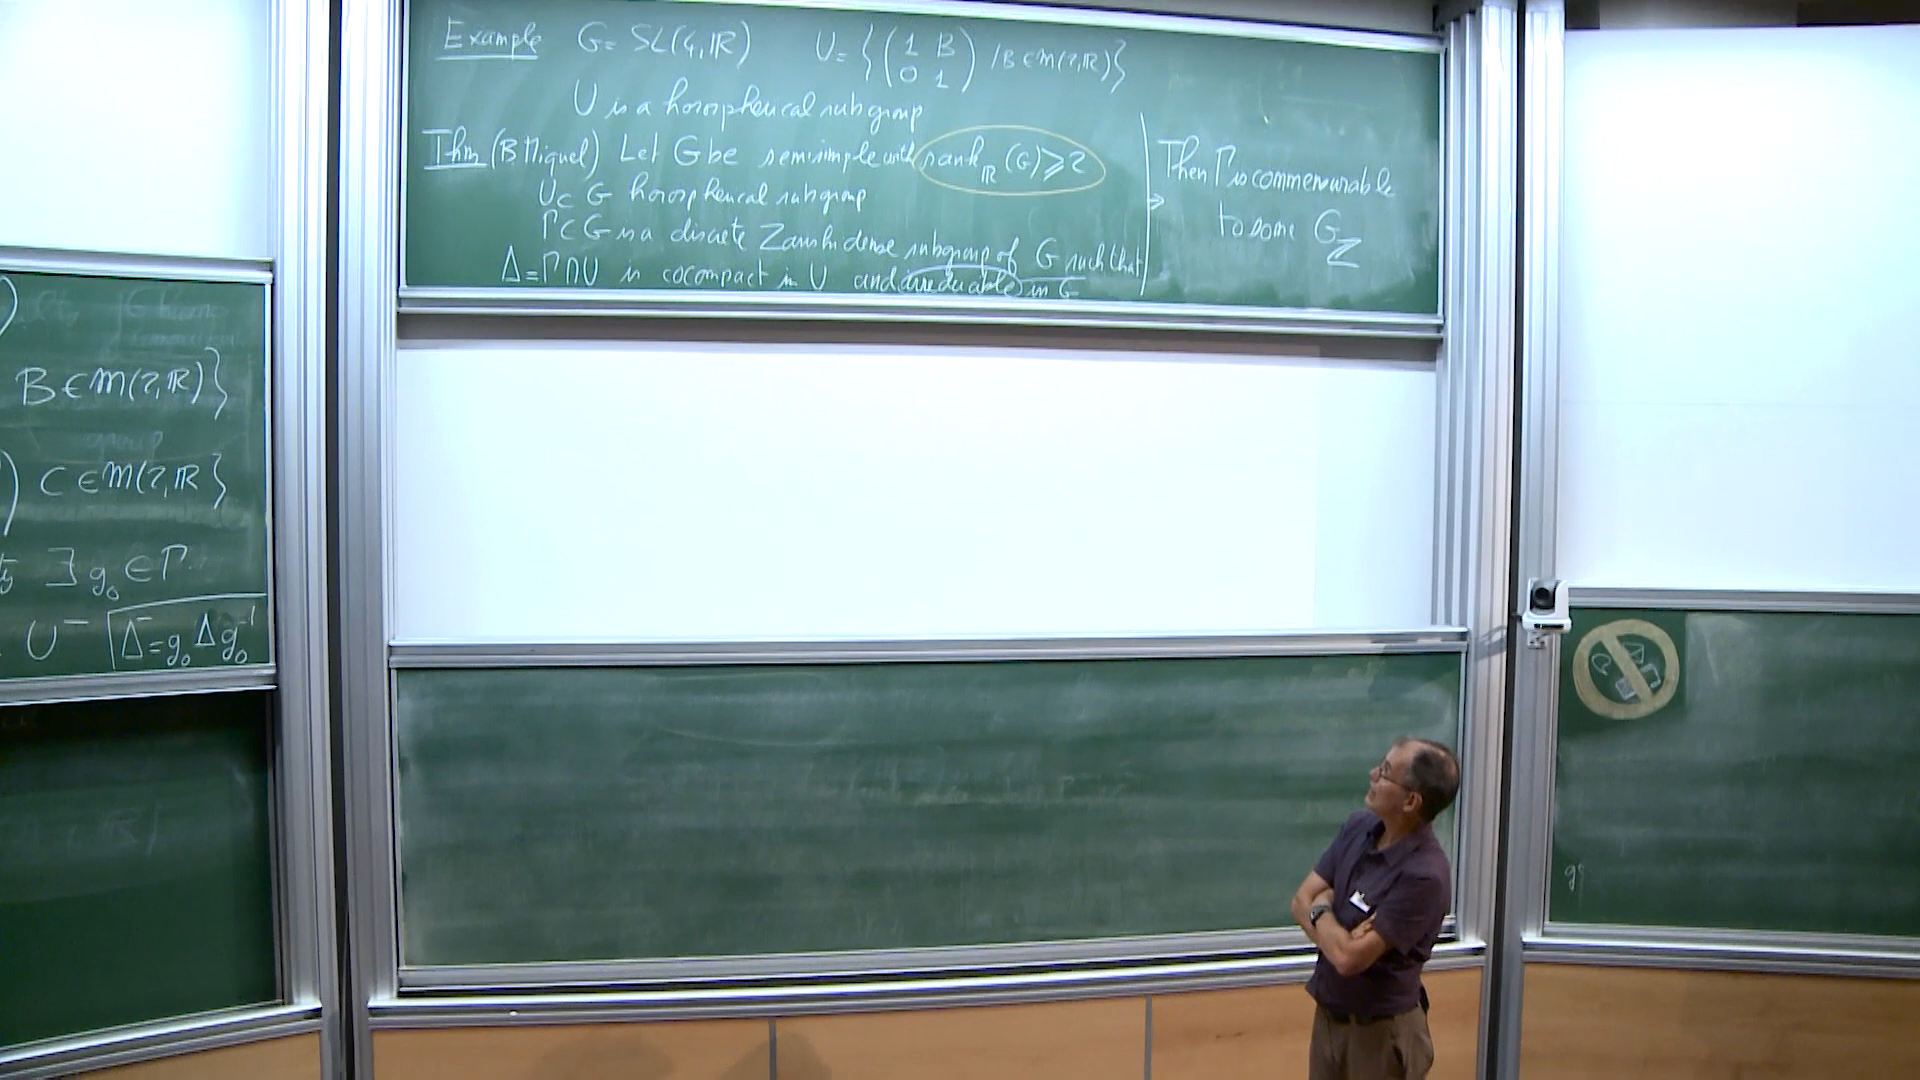 B ∈ M(2,ℝ)}
) C ∈ M(2,ℝ}
∃ g₀ ∈ Γ
U⁻ Δ⁻ = g₀ Δ g₀⁻¹
Example G = SL(4,ℝ) U = {(1 B
0 1) / B ∈ M(2,ℝ)}
U is a horospherical subgroup
Thm (B Miquel) Let G be semisimple with rank_ℝ(G) ⩾ 2
U ⊂ G horospherical subgroup
Γ ⊂ G is a discrete Zariski dense subgroup of G such that
Δ = Γ ∩ U is cocompact in U and irreducible in G
Then Γ is commensurable
to some G_ℤ